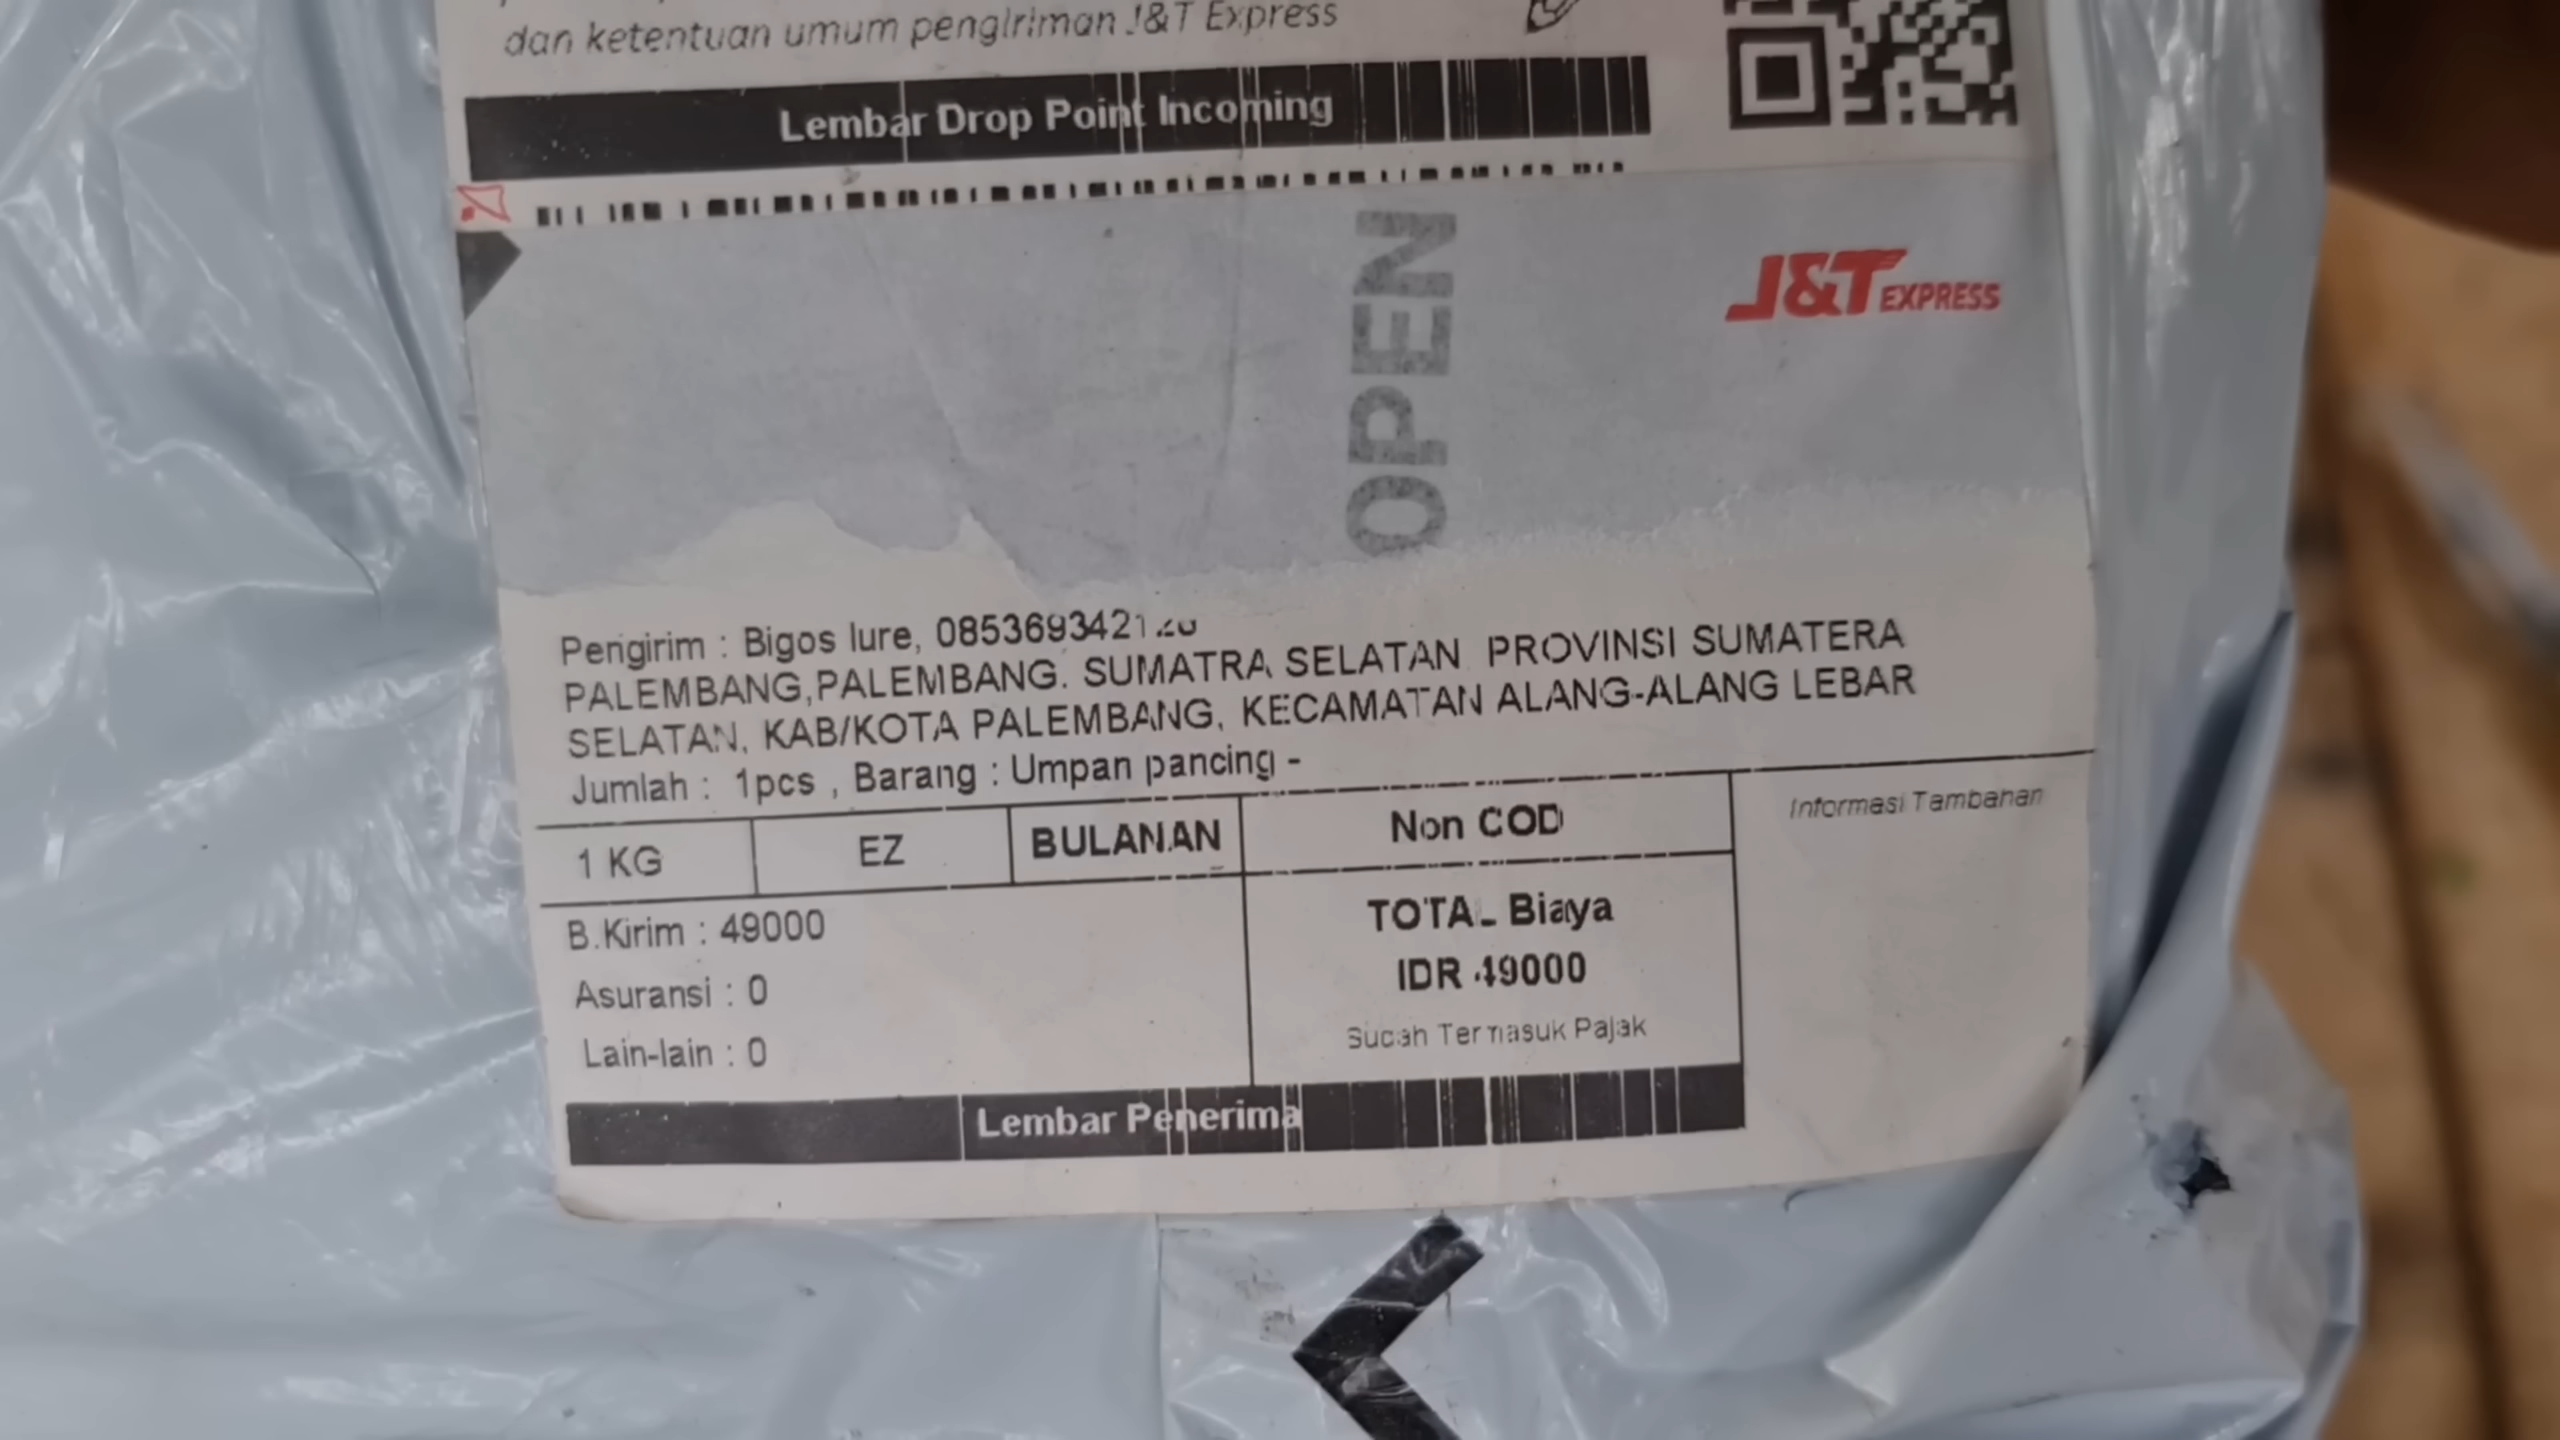 dan ketentuan umum pengiriman J&T Express
Lembar Drop Point Incoming
OPEN
J&T EXPRESS
Pengirim : Bigos lure,
PALEMBANG,PALEMBANG. SUMATRA SELATAN PROVINSI SUMATERA
SELATAN, KAB/KOTA PALEMBANG, KECAMATAN ALANG-ALANG LEBAR
Jumlah : 1pcs , Barang : Umpan pancing -
1 KG
EZ
BULANAN
Non COD
Informasi Tambahan
B.Kirim : 49000
Asuransi : 0
Lain-lain : 0
TOTAL Biaya
IDR 49000
Sudah Termasuk Pajak
Lembar Penerima